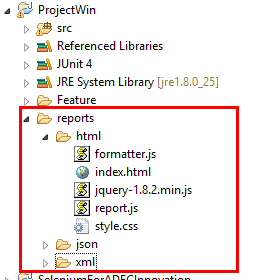 ProjectWin
src
Referenced Libraries
JUnit 4
JRE System Library [jre1.8.0_25]
Feature
reports
html
formatter.js
index.html
jquery-1.8.2.min.js
report.js
style.css
json
xml